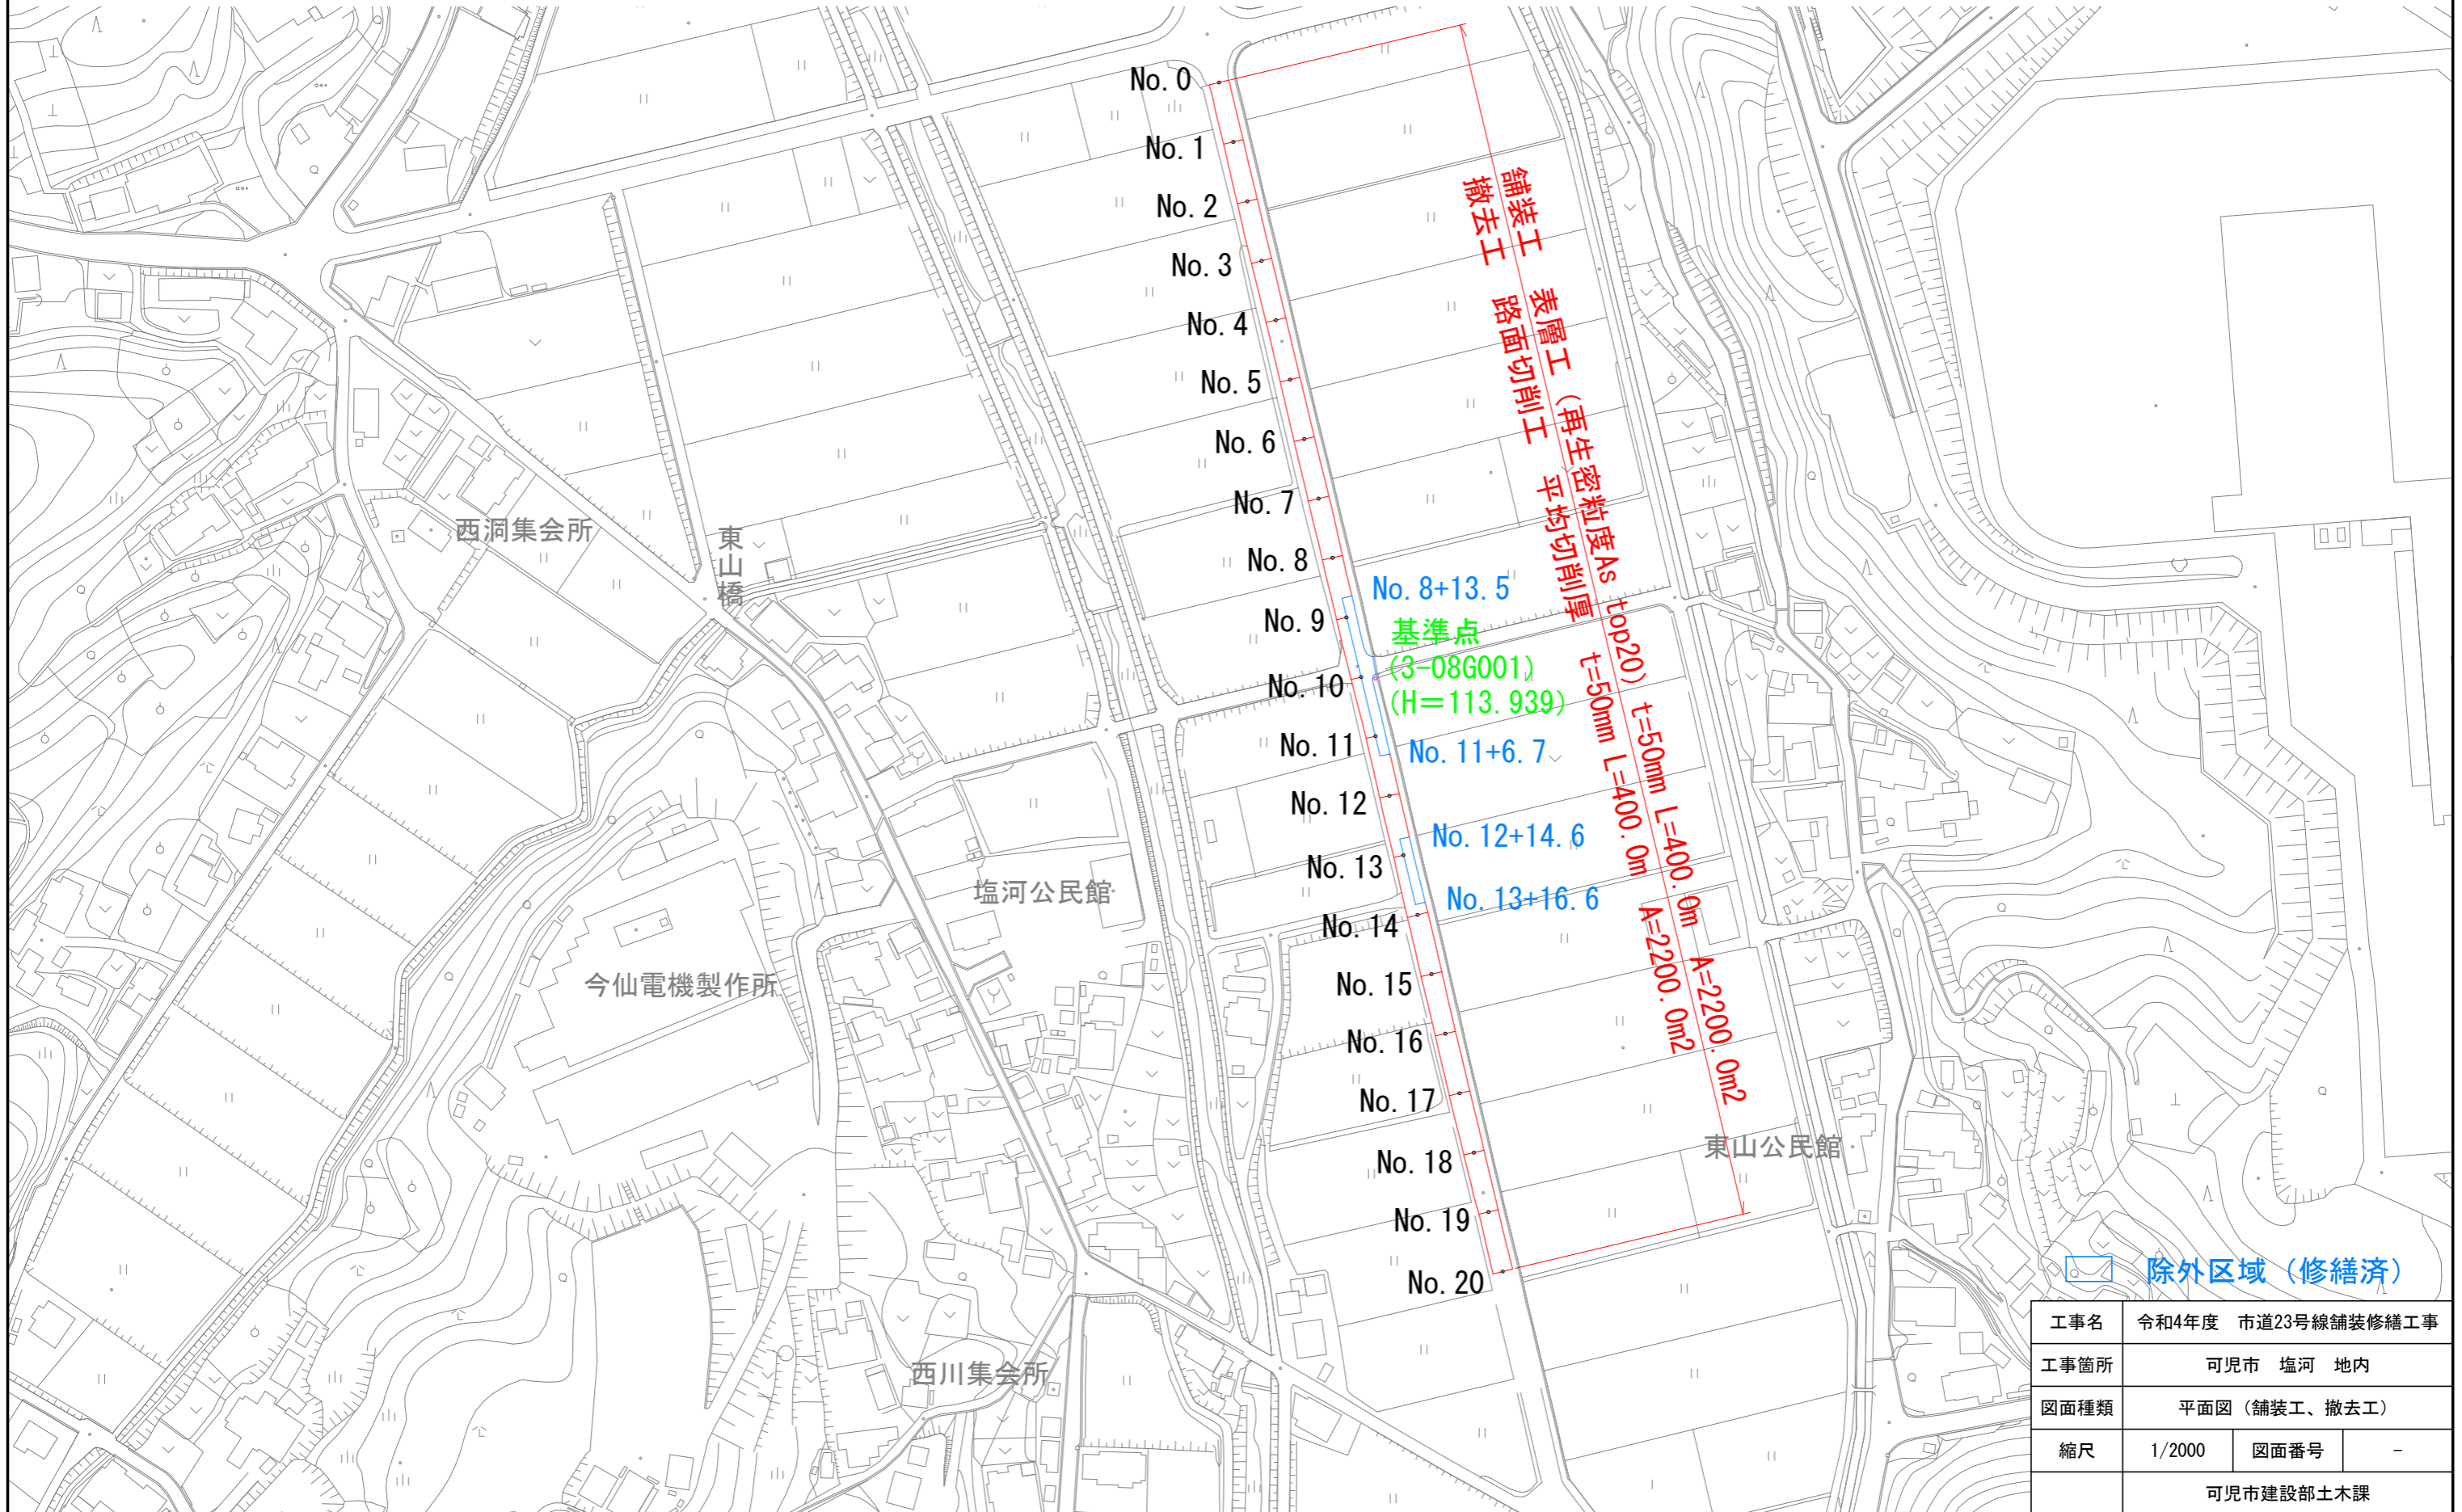 No.0
No.1
No.2
No.3
No.4
No.5
No.6
No.7
No.8
No.9
No.10
No.11
No.12
No.13
No.14
No.15
No.16
No.17
No.18
No.19
No.20
No.8+13.5
基準点
(3-08G001)
(H=113.939)
No.11+6.7
No.12+14.6
No.13+16.6
舗装工 表層工（再生密粒度As top20） t=50mm L=400.0m A=2200.0m2
撤去工 路面切削工 平均切削厚 t=50mm L=400.0m A=2200.0m2
西洞集会所
東山橋
塩河公民館
今仙電機製作所
東山公民館
西川集会所
除外区域（修繕済）
工事名 令和4年度 市道23号線舗装修繕工事
工事箇所 可児市 塩河 地内
図面種類 平面図（舗装工、撤去工）
縮尺 1/2000 図面番号 -
可児市建設部土木課